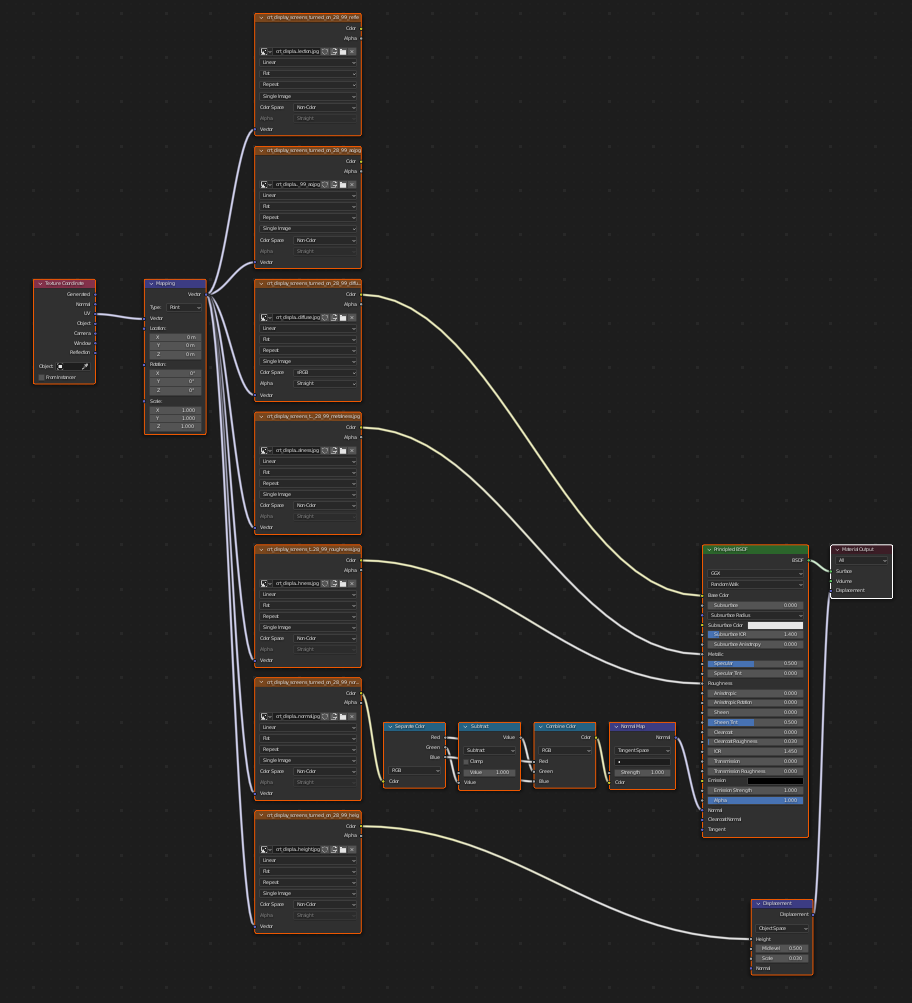 Texture Coordinate
Generated
Normal
UV
Object
Camera
Window
Reflection
Object:
From Instancer
Mapping
Vector
Type: Point
Vector
Location:
X 0 m
Y 0 m
Z 0 m
Rotation:
X 0°
Y 0°
Z 0°
Scale:
X 1.000
Y 1.000
Z 1.000
crt_display_screens_turned_on_28_99_refle
Color
Alpha
crt_displa...lection.jpg
Linear
Flat
Repeat
Single Image
Color Space Non-Color
Alpha Straight
Vector
crt_display_screens_turned_on_28_99_ao.jpg
Color
Alpha
crt_displa..._99_ao.jpg
Linear
Flat
Repeat
Single Image
Color Space Non-Color
Alpha Straight
Vector
crt_display_screens_turned_on_28_99_diffu...
Color
Alpha
crt_displa...diffuse.jpg
Linear
Flat
Repeat
Single Image
Color Space sRGB
Alpha Straight
Vector
crt_display_screens_t..._28_99_metalness.jpg
Color
Alpha
crt_displa...alness.jpg
Linear
Flat
Repeat
Single Image
Color Space Non-Color
Alpha Straight
Vector
crt_display_screens_t...28_99_roughness.jpg
Color
Alpha
crt_displa...hness.jpg
Linear
Flat
Repeat
Single Image
Color Space Non-Color
Alpha Straight
Vector
crt_display_screens_turned_on_28_99_nor...
Color
Alpha
crt_displa...normal.jpg
Linear
Flat
Repeat
Single Image
Color Space Non-Color
Alpha Straight
Vector
crt_display_screens_turned_on_28_99_heig
Color
Alpha
crt_displa...height.jpg
Linear
Flat
Repeat
Single Image
Color Space Non-Color
Alpha Straight
Vector
Separate Color
Red
Green
Blue
RGB
Color
Subtract
Value
Subtract
Clamp
Value 1.000
Value
Combine Color
Color
RGB
Red
Green
Blue
Normal Map
Normal
Tangent Space
Strength 1.000
Color
Principled BSDF
BSDF
GGX
Random Walk
Base Color
Subsurface 0.000
Subsurface Radius
Subsurface Color
Subsurface IOR 1.400
Subsurface Anisotropy 0.000
Metallic
Specular 0.500
Specular Tint 0.000
Roughness
Anisotropic 0.000
Anisotropic Rotation 0.000
Sheen 0.000
Sheen Tint 0.500
Clearcoat 0.000
Clearcoat Roughness 0.030
IOR 1.450
Transmission 0.000
Transmission Roughness 0.000
Emission
Emission Strength 1.000
Alpha 1.000
Normal
Clearcoat Normal
Tangent
Material Output
All
Surface
Volume
Displacement
Displacement
Displacement
Object Space
Height
Midlevel 0.500
Scale 0.030
Normal